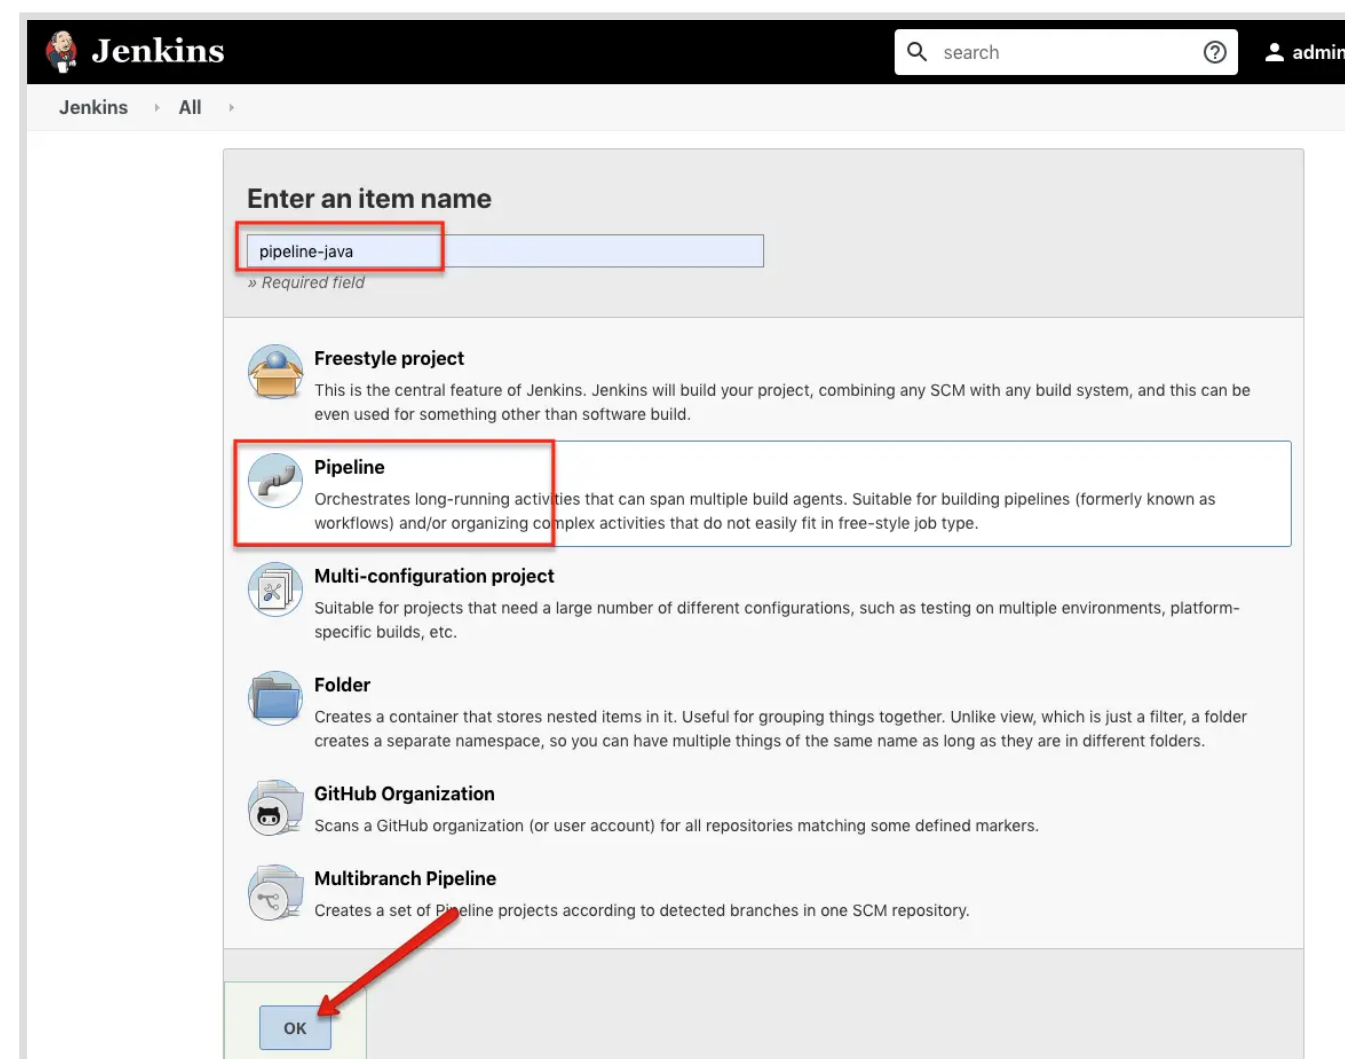 Jenkins
search
admin
Jenkins
All
Enter an item name
pipeline-java
» Required field
Freestyle project
This is the central feature of Jenkins. Jenkins will build your project, combining any SCM with any build system, and this can be
even used for something other than software build.
Pipeline
Orchestrates long-running activities that can span multiple build agents. Suitable for building pipelines (formerly known as
workflows) and/or organizing complex activities that do not easily fit in free-style job type.
Multi-configuration project
Suitable for projects that need a large number of different configurations, such as testing on multiple environments, platform-
specific builds, etc.
Folder
Creates a container that stores nested items in it. Useful for grouping things together. Unlike view, which is just a filter, a folder
creates a separate namespace, so you can have multiple things of the same name as long as they are in different folders.
GitHub Organization
Scans a GitHub organization (or user account) for all repositories matching some defined markers.
Multibranch Pipeline
Creates a set of Pipeline projects according to detected branches in one SCM repository.
OK